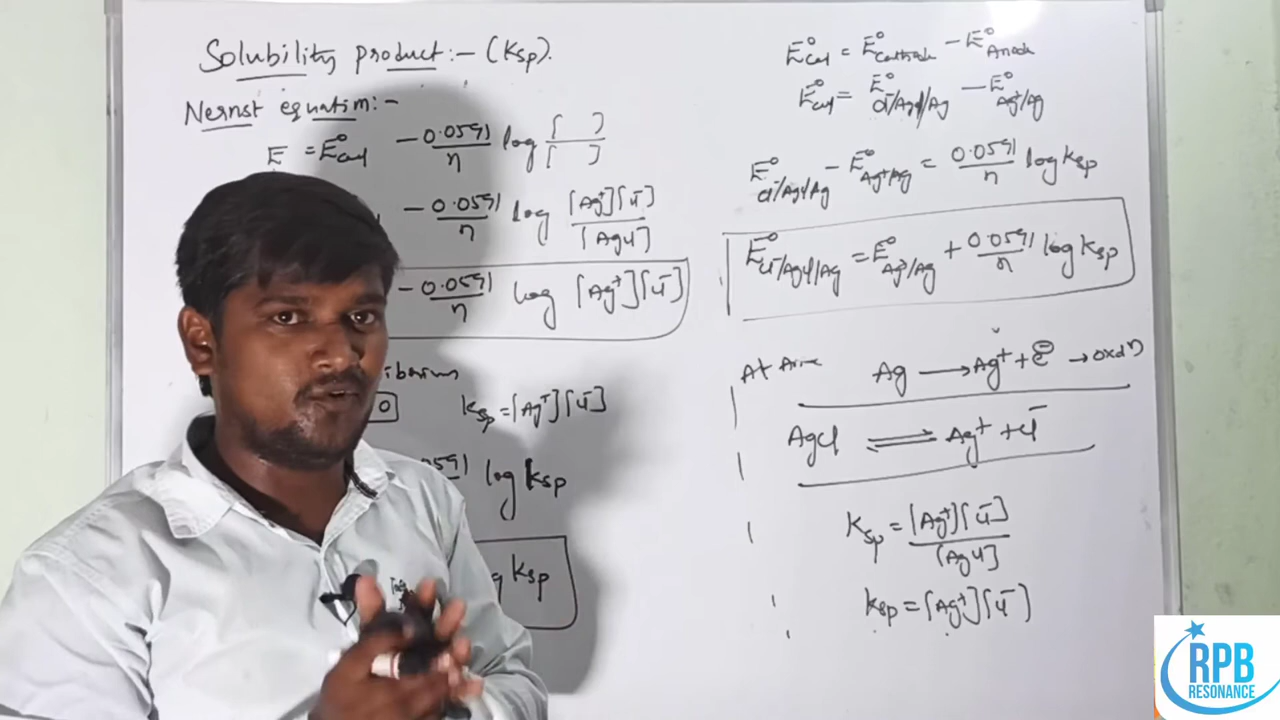 Solubility product:- (Ksp).
Nernst equation:-
E = E°cell - 0.0591/n log [ ]/[ ]
- 0.0591/n log [Ag⁺][Cl⁻]/[AgCl]
- 0.0591/n log [Ag⁺][Cl⁻]
0
Ksp = [Ag⁺][Cl⁻]
0591 log Ksp
g Ksp
E°cell = E°Cathode - E°Anode
E°cell = E°Cl⁻/AgCl/Ag - E°Ag⁺/Ag
E°Cl⁻/AgCl/Ag - E°Ag⁺/Ag = 0.0591/n log Ksp
E°Cl⁻/AgCl/Ag = E°Ag⁺/Ag + 0.0591/n log Ksp
At
Ag → Ag⁺ + e⁻ → oxdⁿ
AgCl ⇌ Ag⁺ + Cl⁻
Ksp = [Ag⁺][Cl⁻]/[AgCl]
Ksp = [Ag⁺][Cl⁻]
RPB
RESONANCE